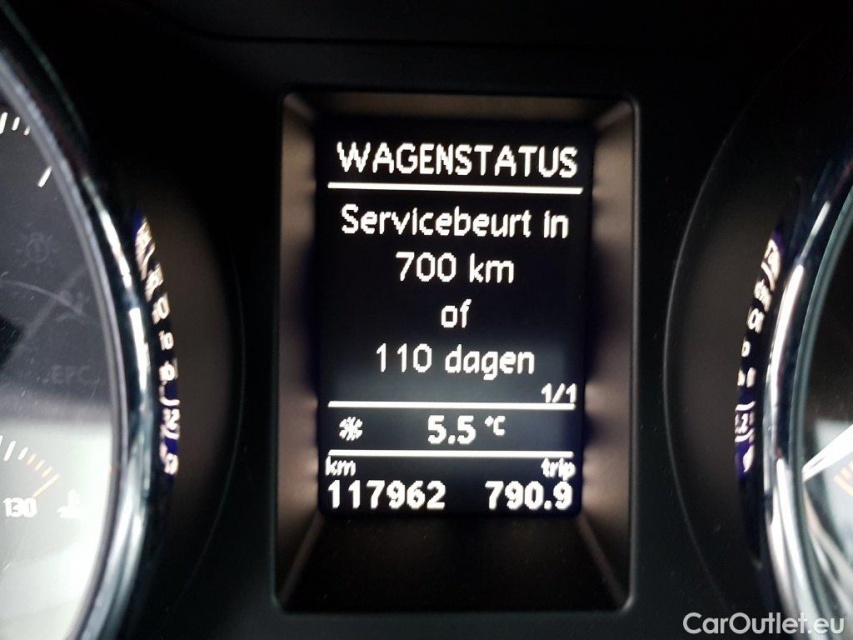 WAGENSTATUS
Servicebeurt in
700 km
of
110 dagen
1/1
5.5 °C
km trip
117962 790.9
EPC
130
CarOutlet.eu